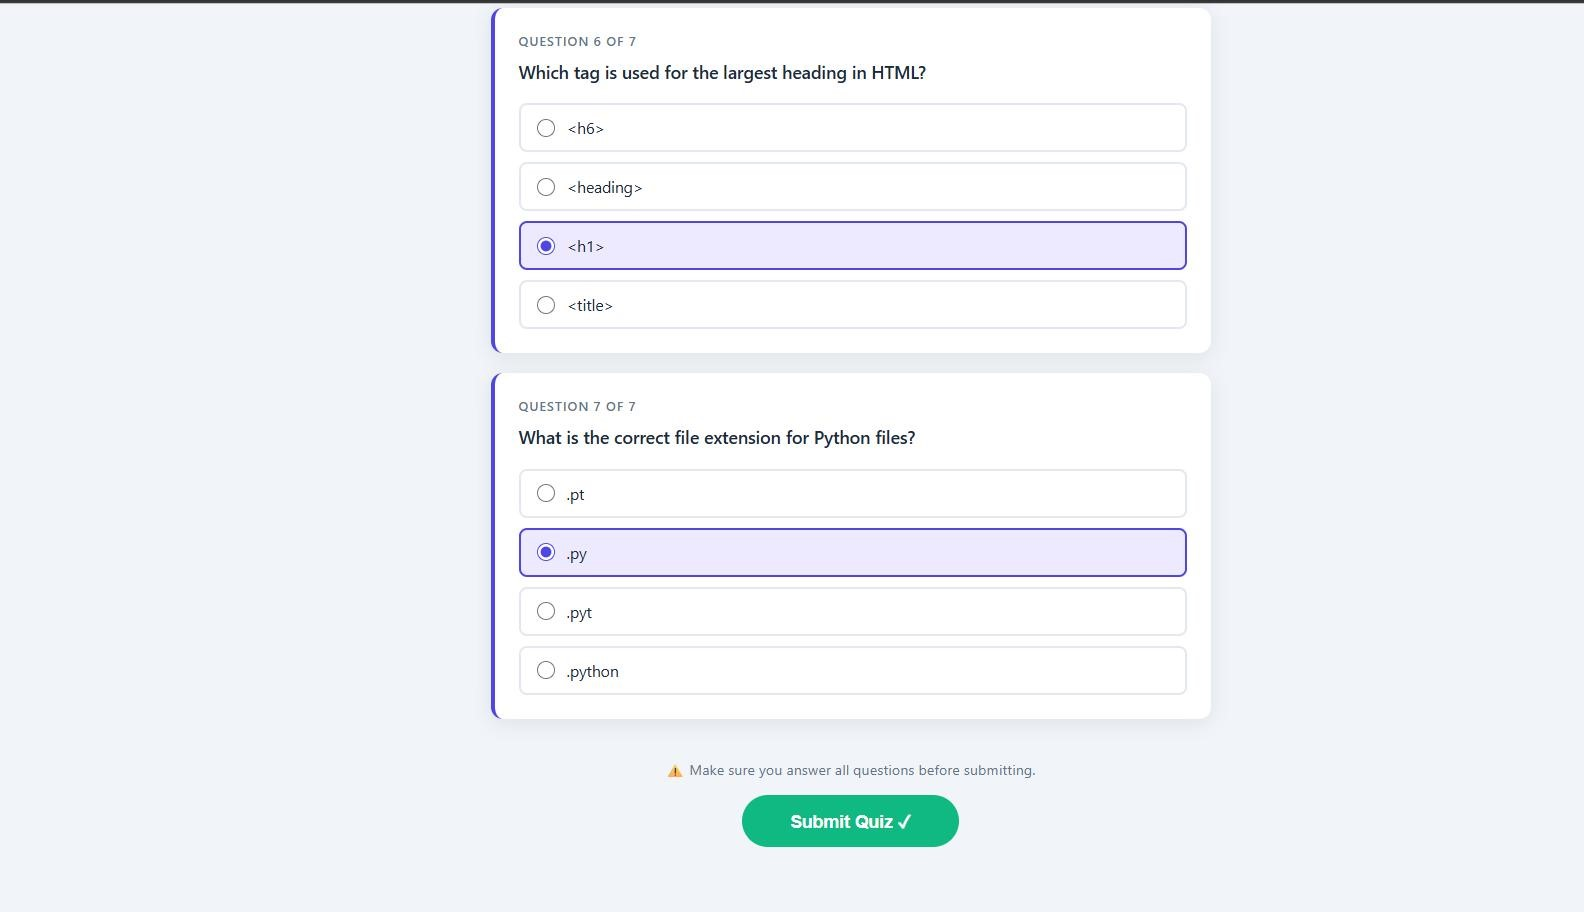 QUESTION 6 OF 7
Which tag is used for the largest heading in HTML?
<h6>
<heading>
<h1>
<title>
QUESTION 7 OF 7
What is the correct file extension for Python files?
.pt
.py
.pyt
.python
⚠️ Make sure you answer all questions before submitting.
Submit Quiz ✓